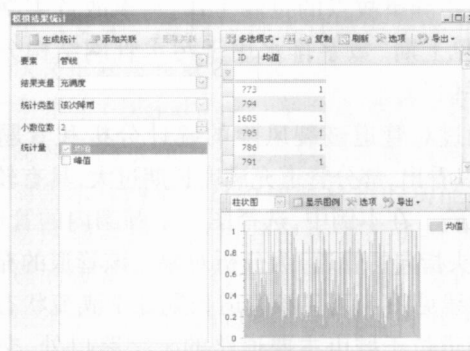 模拟结果统计
生成统计 添加关联
要素 管线
结果变量 充满度
统计类型 该次降雨
小数位数 2
统计量 均值
峰值
多选模式 复制 刷新 选项 导出
ID 均值
773 1
794 1
1605 1
795 1
786 1
791 1
柱状图 显示图例 选项 导出
均值
1
0.8
0.6
0.4
0.2
0